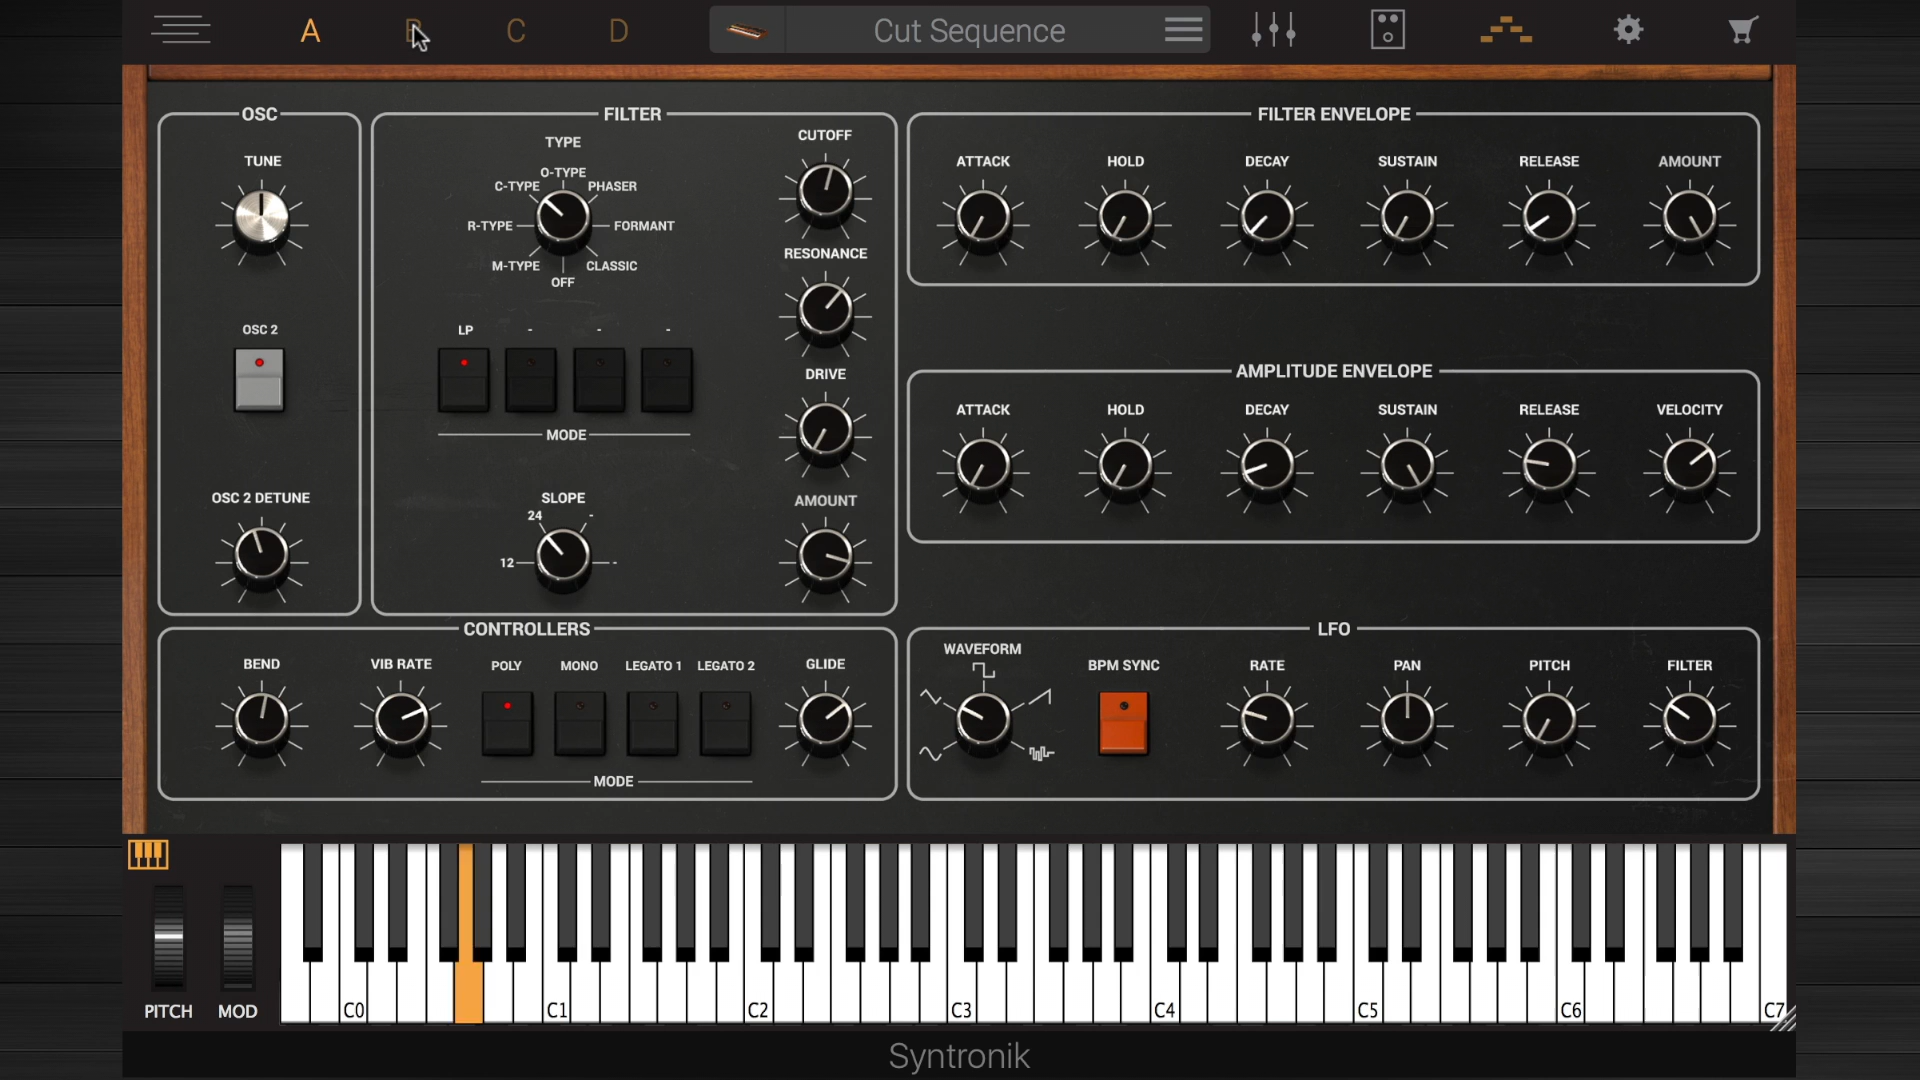 A B C D Cut Sequence
OSC FILTER FILTER ENVELOPE
TUNE
TYPE
O-TYPE
C-TYPE PHASER
R-TYPE FORMANT
M-TYPE CLASSIC
OFF
CUTOFF
RESONANCE
DRIVE
AMOUNT
ATTACK HOLD DECAY SUSTAIN RELEASE AMOUNT
OSC 2
LP - - -
MODE
OSC 2 DETUNE
SLOPE
24 -
12 -
AMPLITUDE ENVELOPE
ATTACK HOLD DECAY SUSTAIN RELEASE VELOCITY
CONTROLLERS
BEND VIB RATE POLY MONO LEGATO 1 LEGATO 2 GLIDE
MODE
LFO
WAVEFORM BPM SYNC RATE PAN PITCH FILTER
PITCH MOD C0 C1 C2 C3 C4 C5 C6 C7
Syntronik